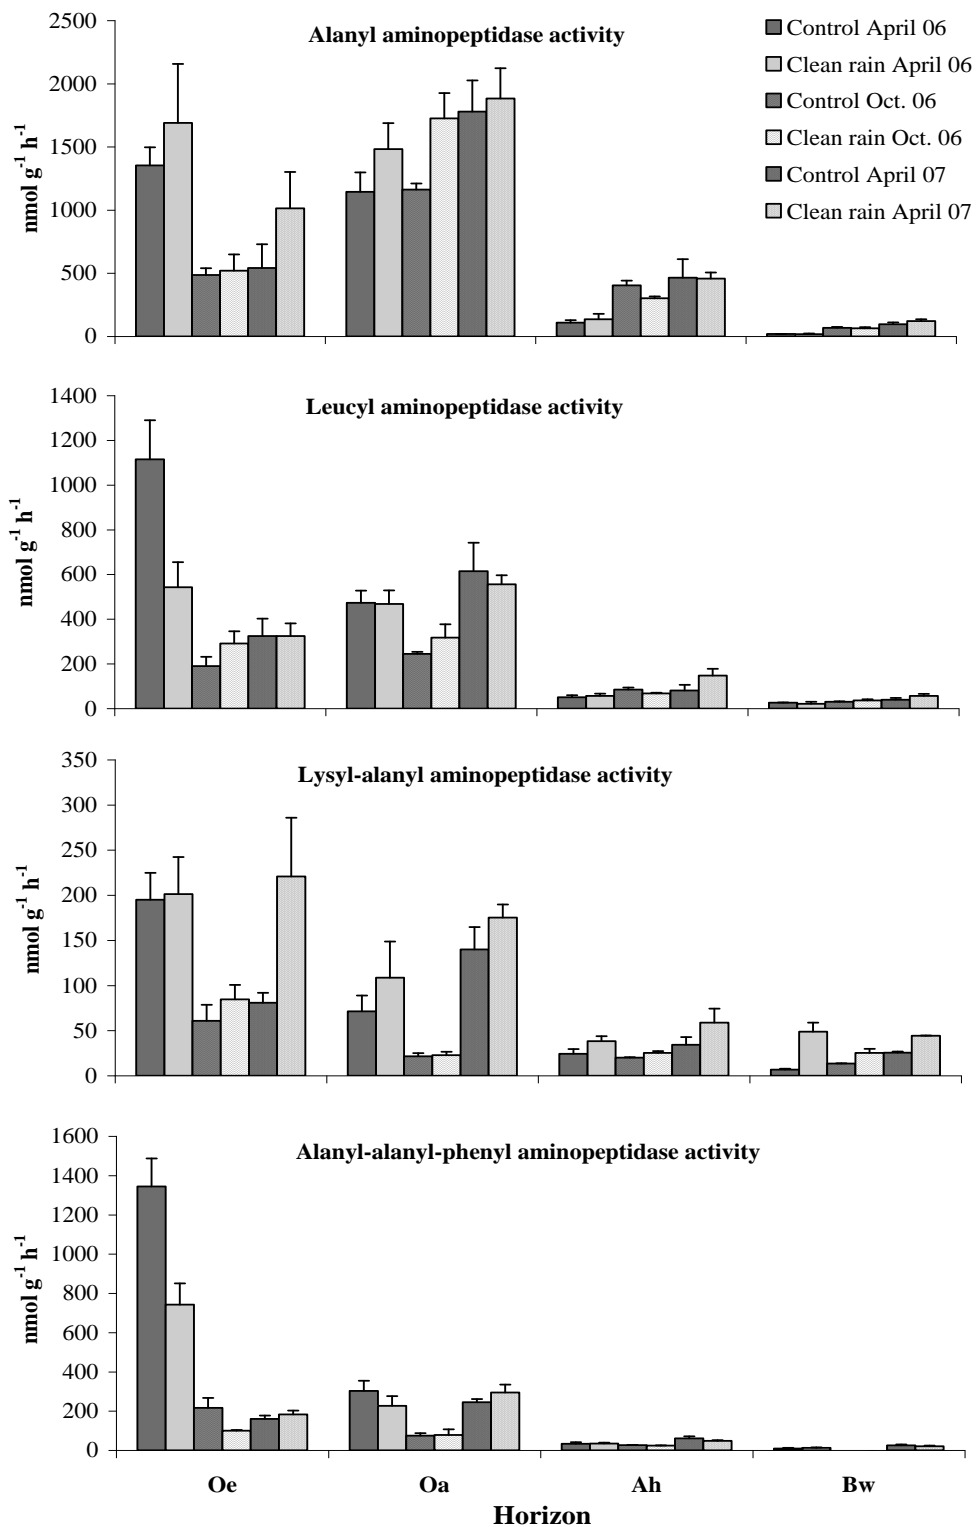 Alanyl aminopeptidase activity
Control April 06
Clean rain April 06
Control Oct. 06
Clean rain Oct. 06
Control April 07
Clean rain April 07
2500
2000
1500
1000
500
0
nmol g⁻¹ h⁻¹
Leucyl aminopeptidase activity
1400
1200
1000
800
600
400
200
0
nmol g⁻¹ h⁻¹
Lysyl-alanyl aminopeptidase activity
350
300
250
200
150
100
50
0
nmol g⁻¹ h⁻¹
Alanyl-alanyl-phenyl aminopeptidase activity
1600
1400
1200
1000
800
600
400
200
0
nmol g⁻¹ h⁻¹
Oe Oa Ah Bw
Horizon